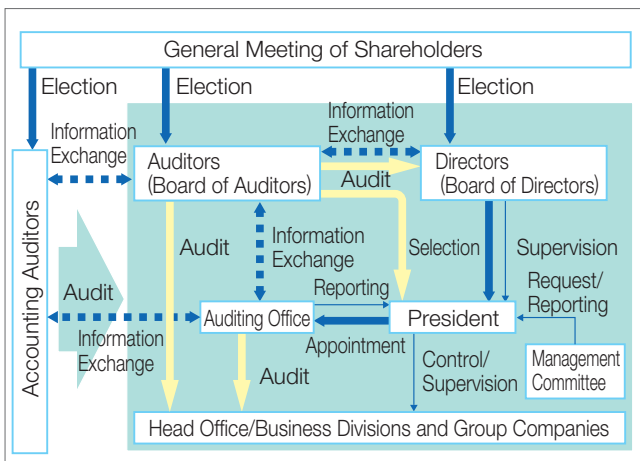 General Meeting of Shareholders
Election
Election
Election
Information
Exchange
Information
Exchange
Auditors
(Board of Auditors)
Directors
(Board of Directors)
Audit
Accounting Auditors
Audit
Audit
Information
Exchange
Selection
Supervision
Request/
Reporting
Reporting
Information
Exchange
Auditing Office
President
Appointment
Audit
Control/
Supervision
Management
Committee
Head Office/Business Divisions and Group Companies